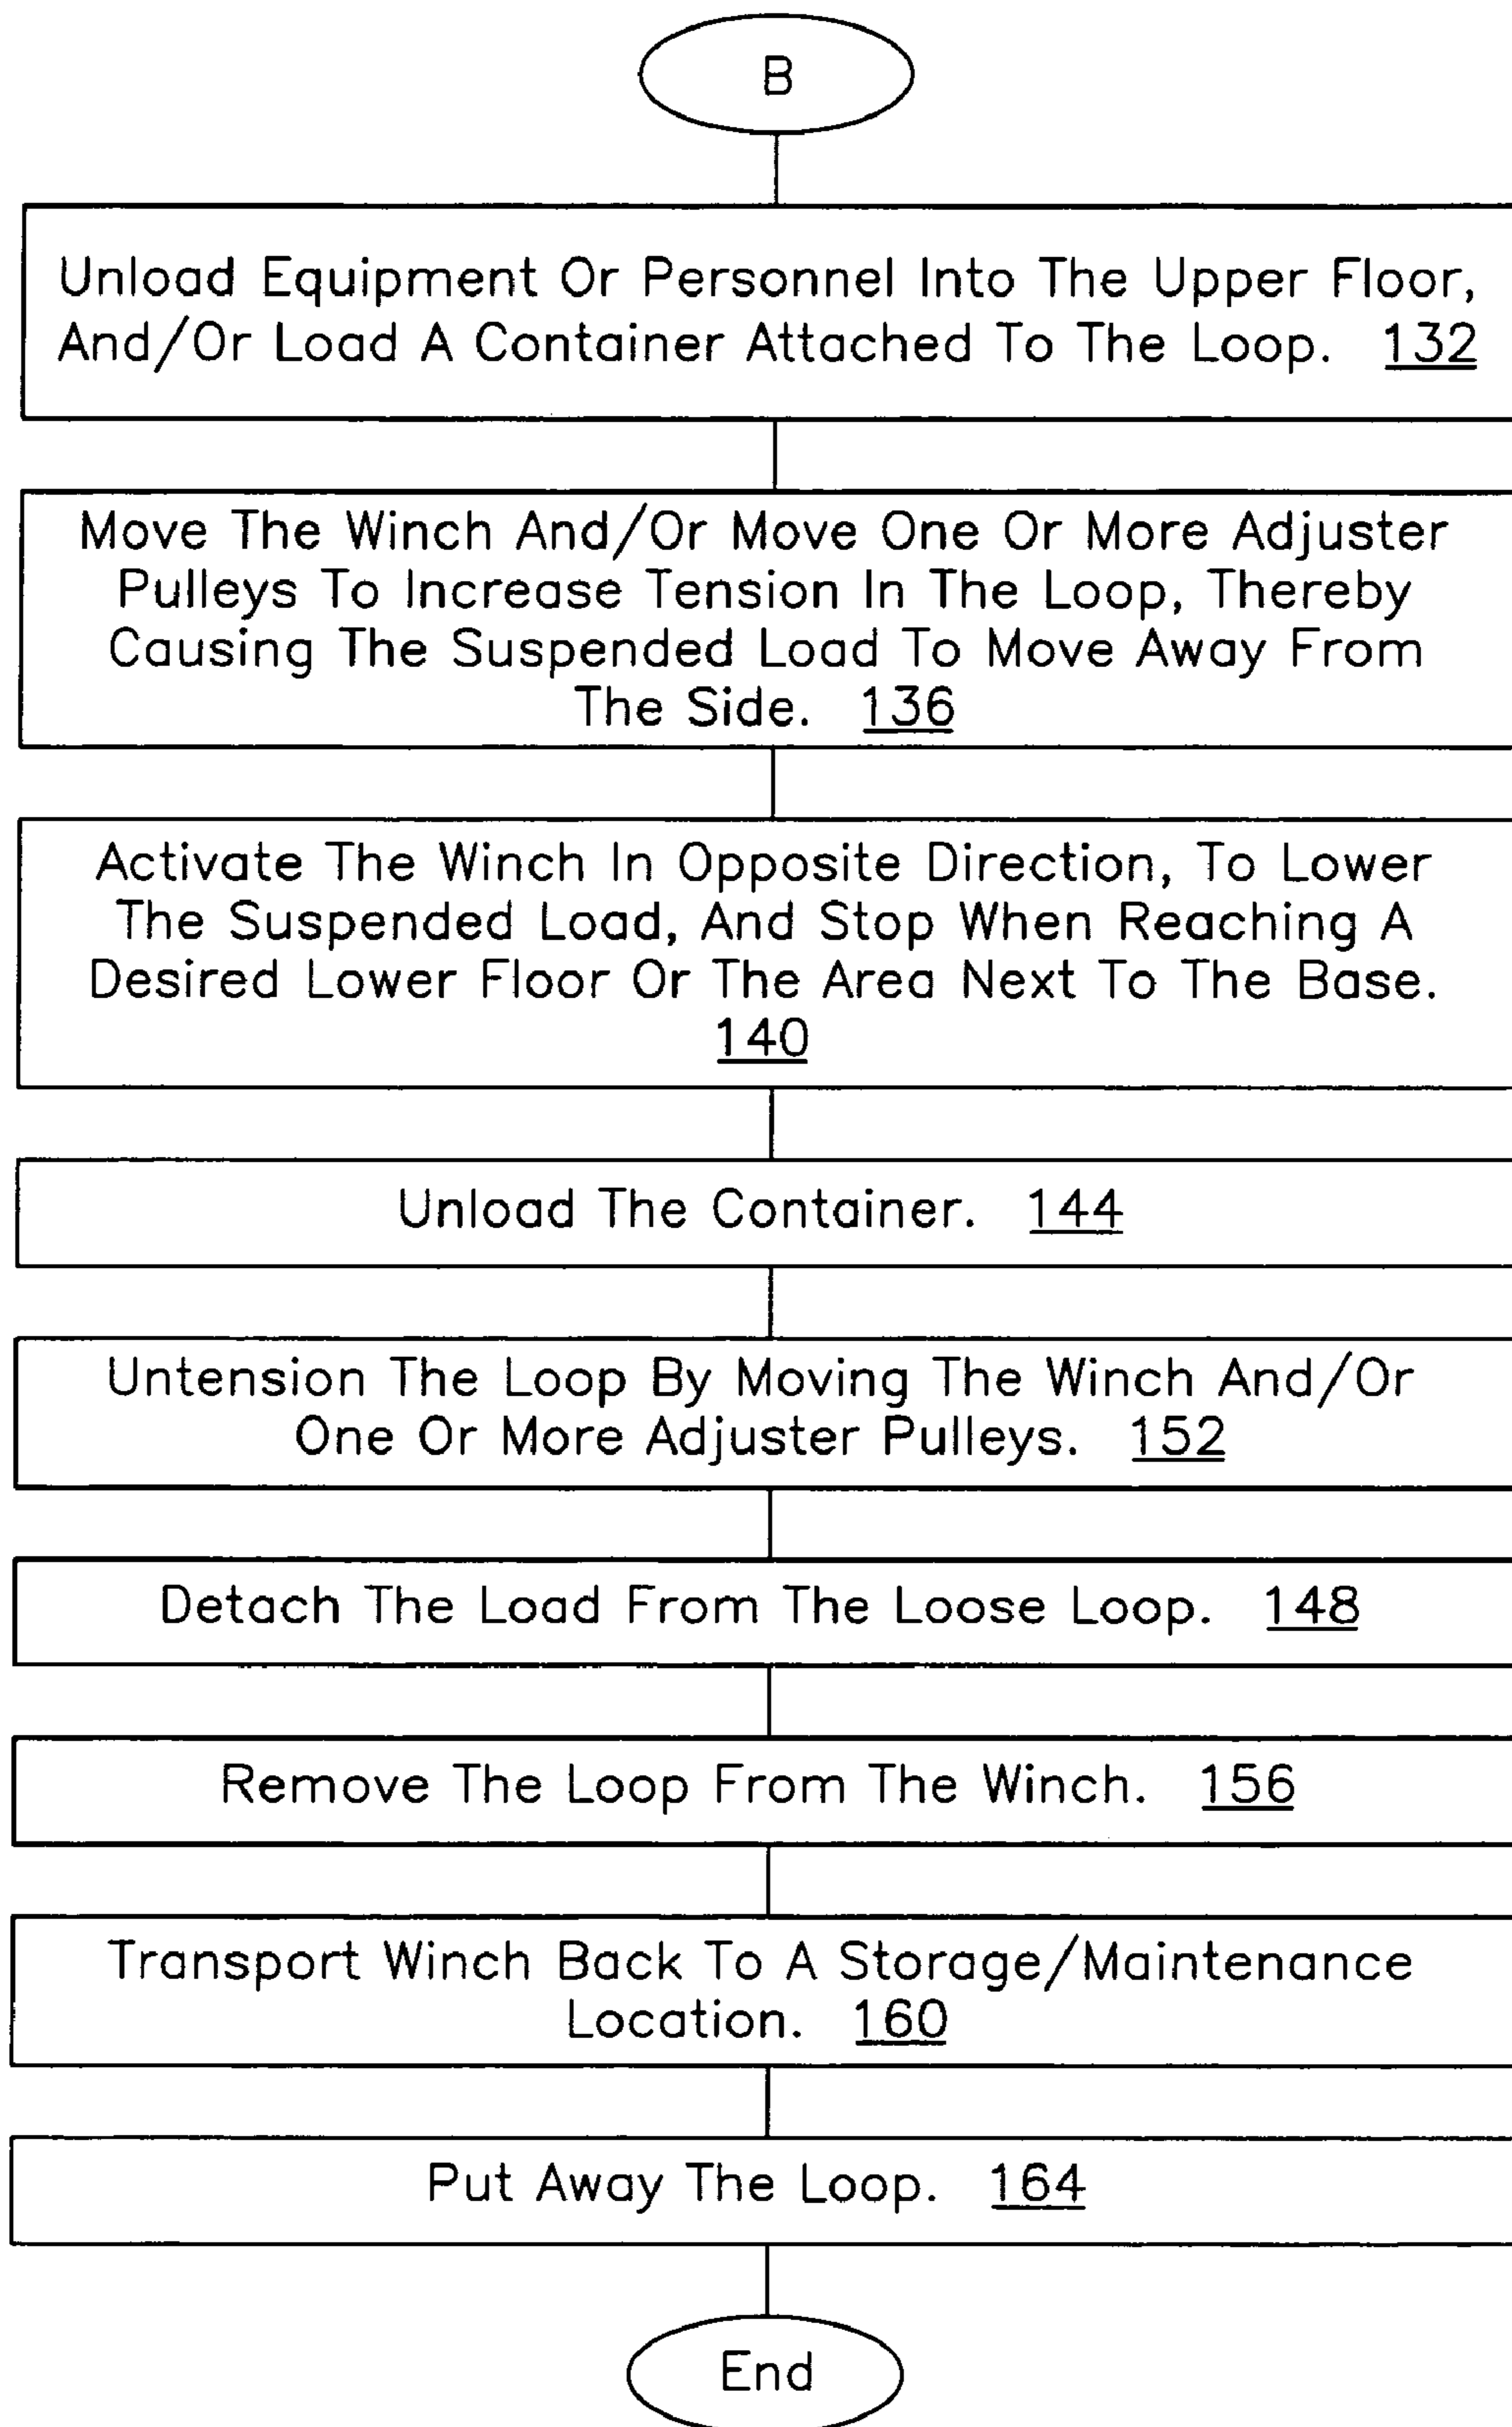 B
Unload Equipment Or Personnel Into The Upper Floor,
And/Or Load A Container Attached To The Loop. 132
Move The Winch And/Or Move One Or More Adjuster
Pulleys To Increase Tension In The Loop, Thereby
Causing The Suspended Load To Move Away From
The Side. 136
Activate The Winch In Opposite Direction, To Lower
The Suspended Load, And Stop When Reaching A
Desired Lower Floor Or The Area Next To The Base.
140
Unload The Container. 144
Untension The Loop By Moving The Winch And/Or
One Or More Adjuster Pulleys. 152
Detach The Load From The Loose Loop. 148
Remove The Loop From The Winch. 156
Transport Winch Back To A Storage/Maintenance
Location. 160
Put Away The Loop. 164
End